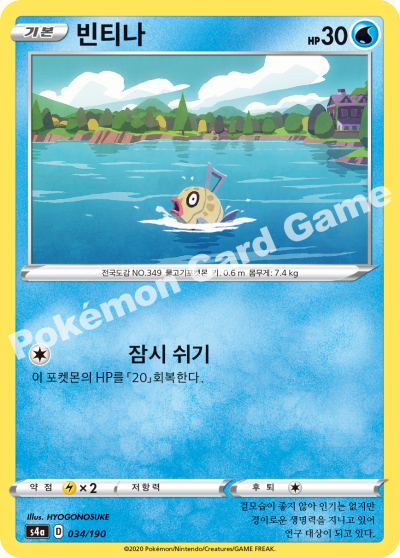 기본 빈티나 HP 30
전국도감 NO.349 물고기포켓몬 키: 0.6 m 몸무게: 7.4 kg
Pokémon Card Game
잠시 쉬기
이 포켓몬의 HP를 「20」회복한다.
약점 ×2 저항력 후퇴
Illus. HYOGONOSUKE
s4a D 034/190
겉모습이 좋지 않아 인기는 없지만
경이로운 생명력을 지니고 있어
연구 대상이 되고 있다.
©2020 Pokémon/Nintendo/Creatures/GAME FREAK.